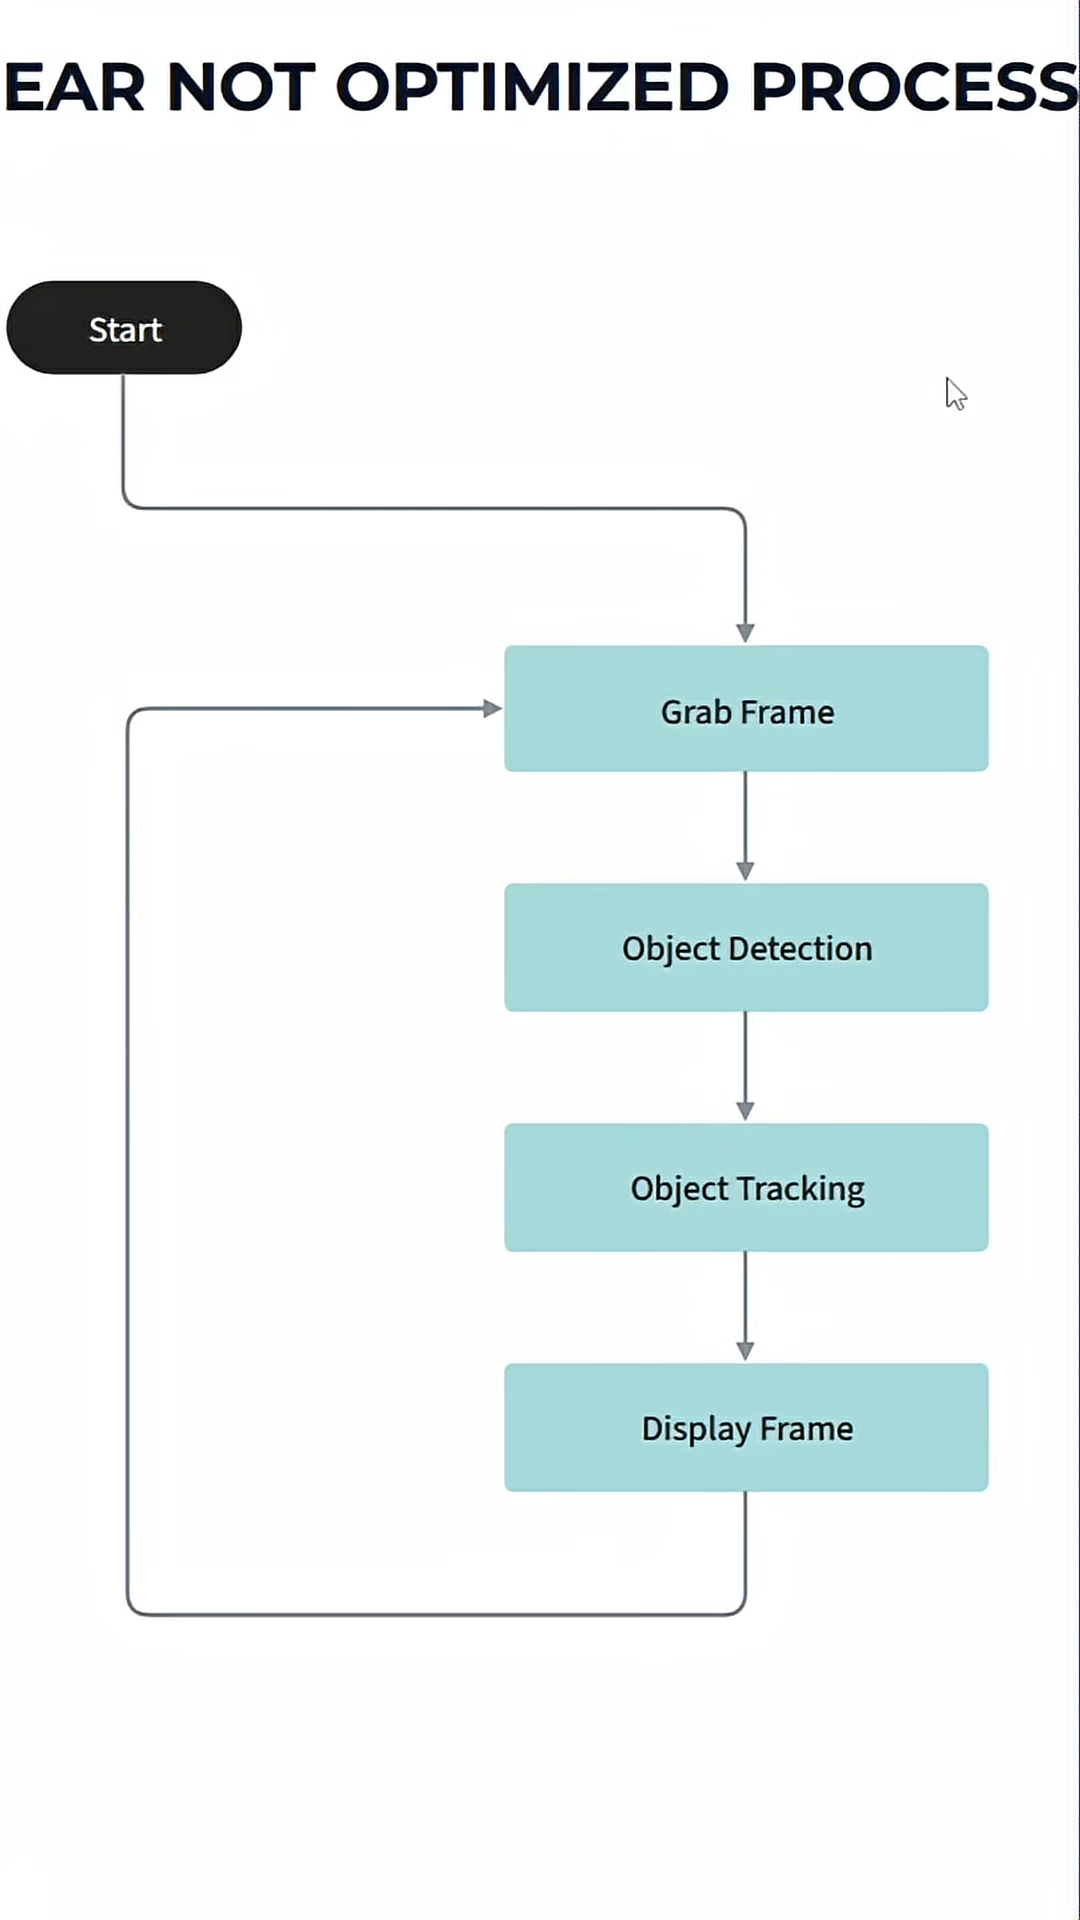 EAR NOT OPTIMIZED PROCESS
Start
Grab Frame
Object Detection
Object Tracking
Display Frame